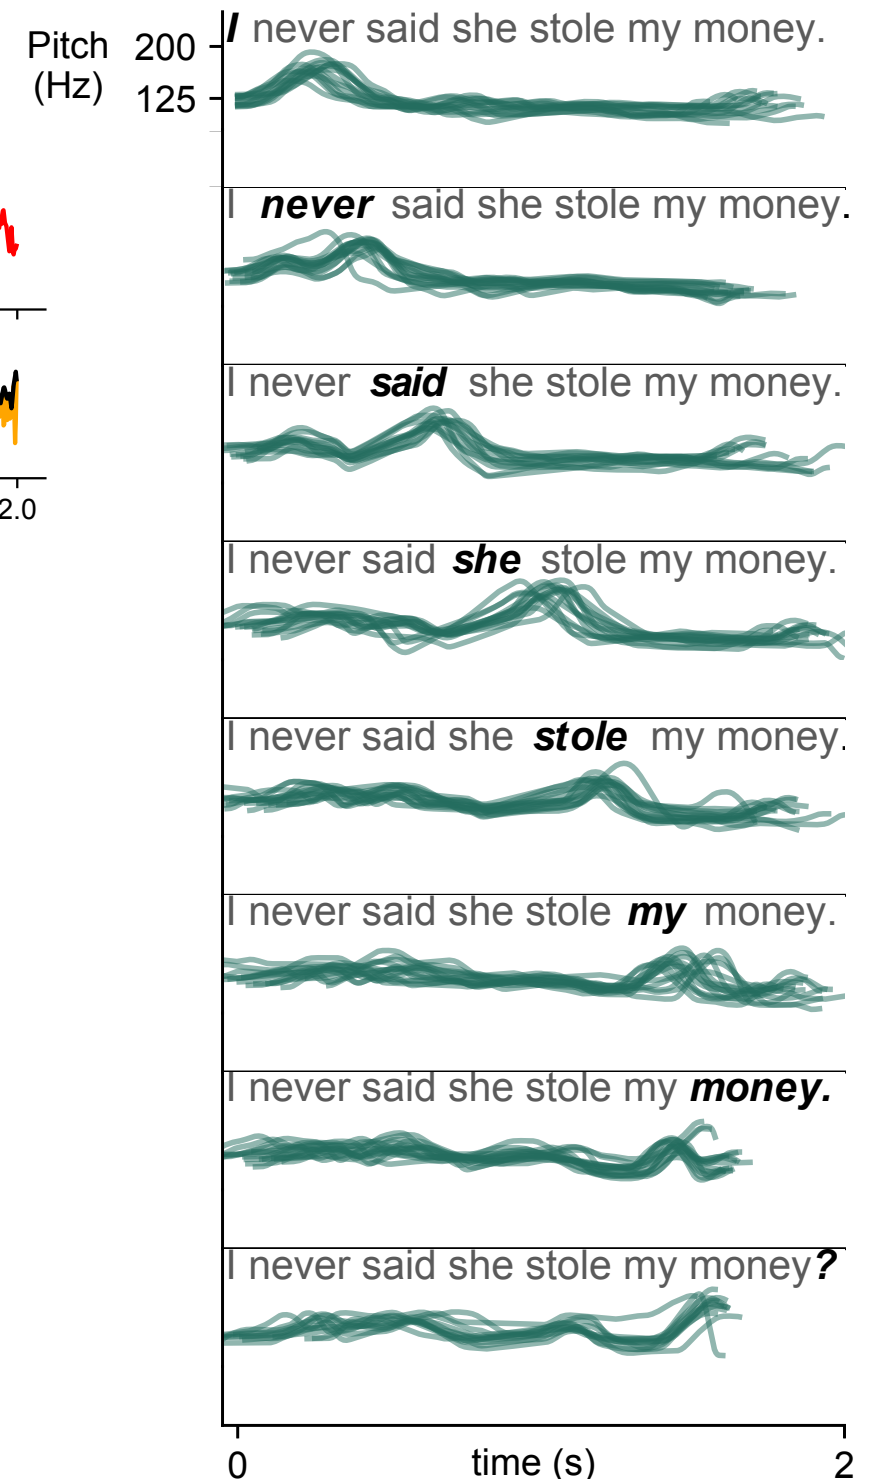 I never said she stole my money.
Pitch
(Hz)
200
125
I never said she stole my money.
I never said she stole my money.
2.0
I never said she stole my money.
I never said she stole my money.
I never said she stole my money.
I never said she stole my money.
I never said she stole my money?
0
time (s)
2